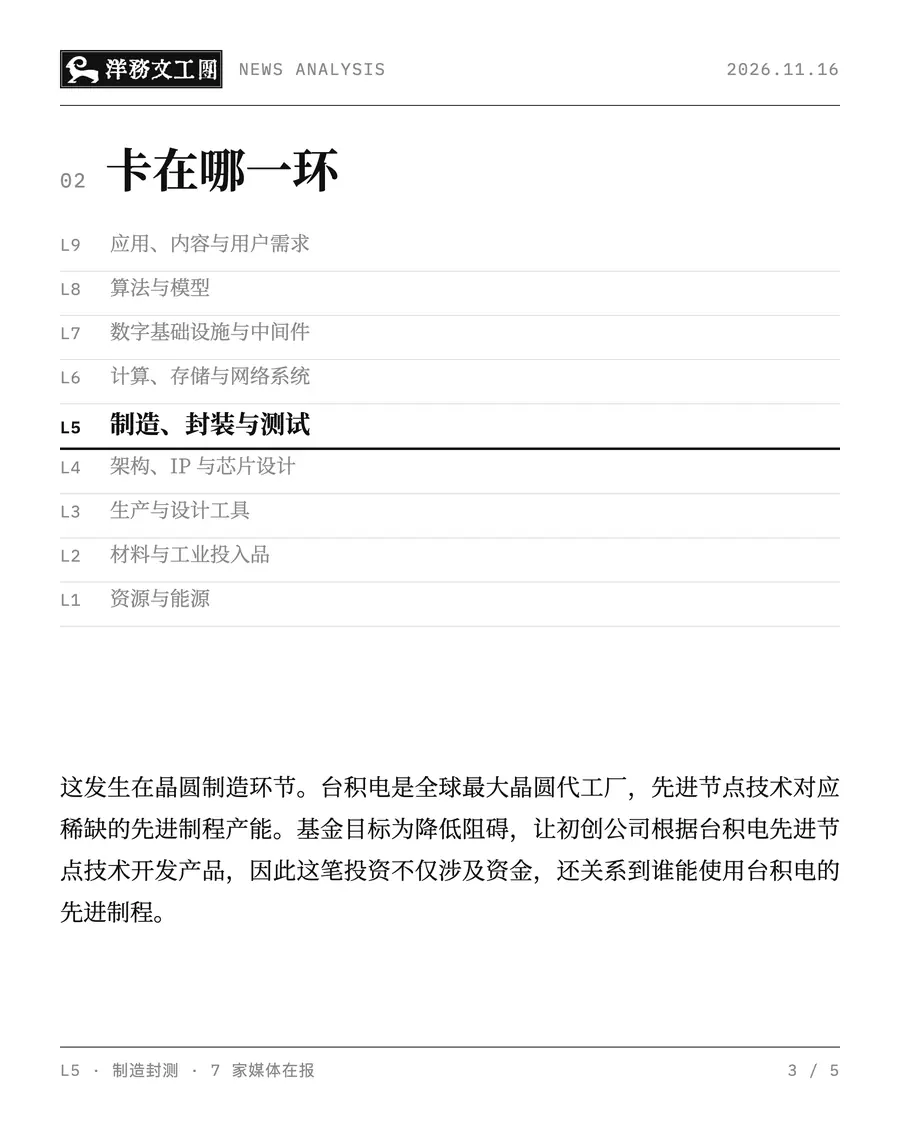 洋務文工團 NEWS ANALYSIS 2026.11.16
02 卡在哪一环
L9 应用、内容与用户需求
L8 算法与模型
L7 数字基础设施与中间件
L6 计算、存储与网络系统
L5 制造、封装与测试
L4 架构、IP 与芯片设计
L3 生产与设计工具
L2 材料与工业投入品
L1 资源与能源
这发生在晶圆制造环节。台积电是全球最大晶圆代工厂，先进节点技术对应
稀缺的先进制程产能。基金目标为降低阻碍，让初创公司根据台积电先进节
点技术开发产品，因此这笔投资不仅涉及资金，还关系到谁能使用台积电的
先进制程。
L5 · 制造封测 · 7 家媒体在报 3 / 5